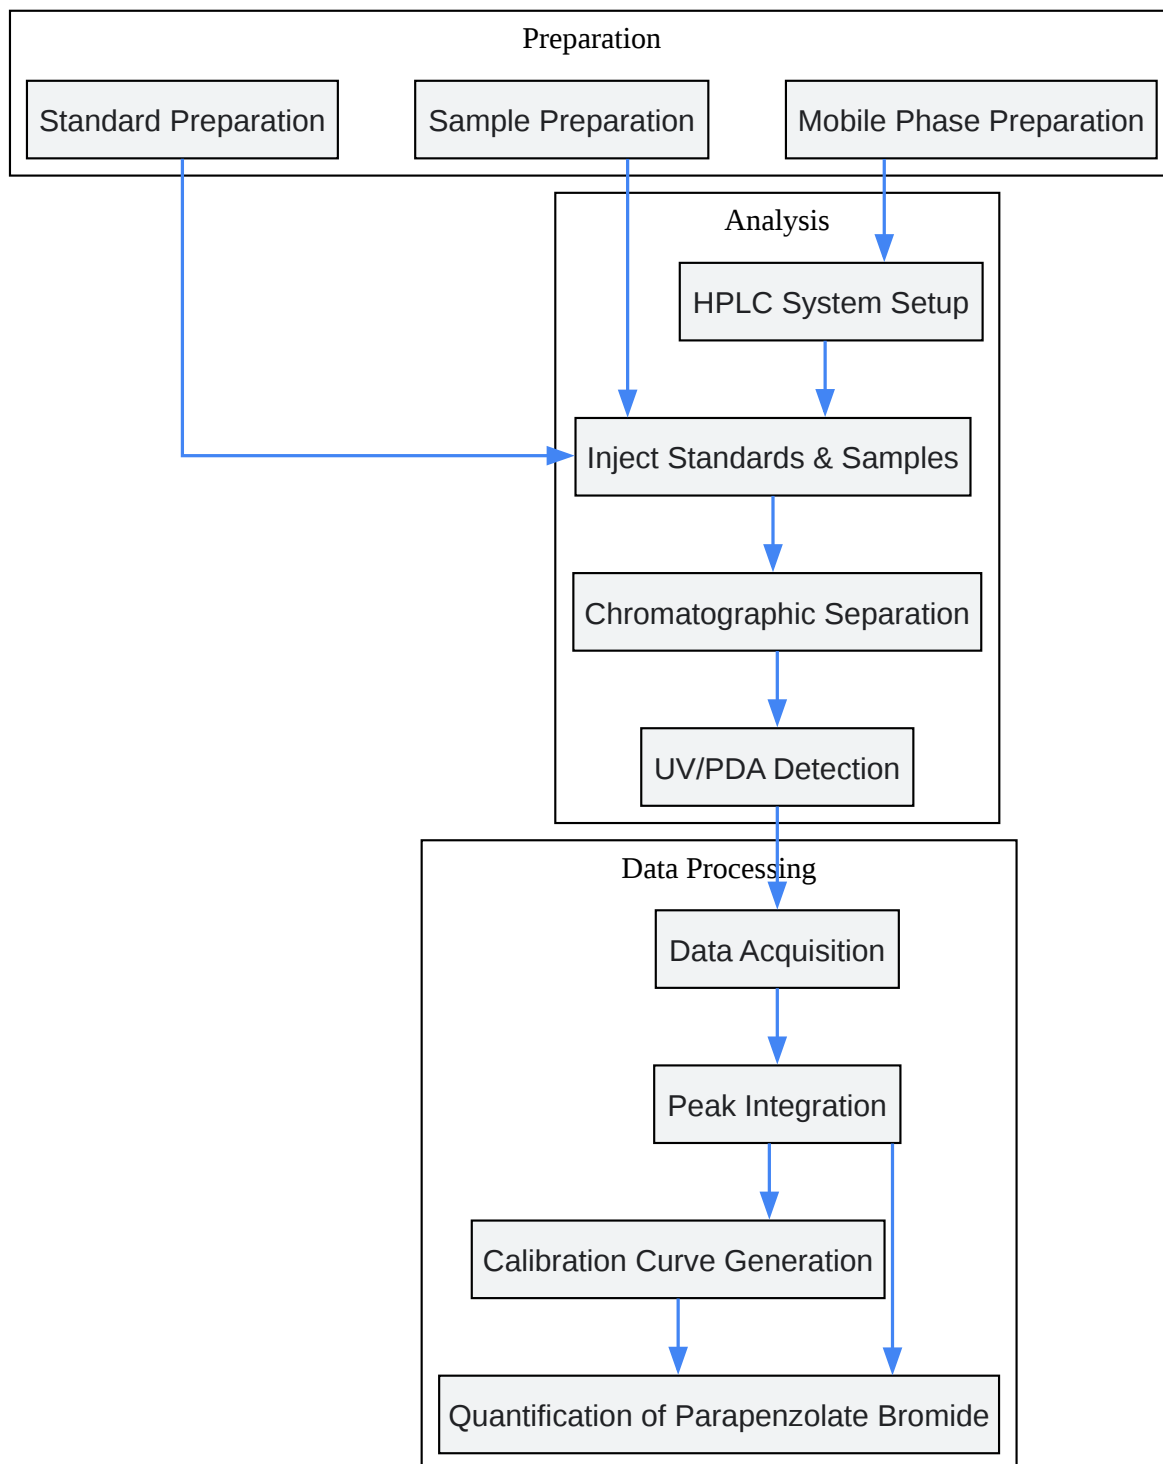 Preparation
Standard Preparation
Sample Preparation
Mobile Phase Preparation
Analysis
HPLC System Setup
Inject Standards & Samples
Chromatographic Separation
UV/PDA Detection
Data Processing
Data Acquisition
Peak Integration
Calibration Curve Generation
Quantification of Parapenzolate Bromide